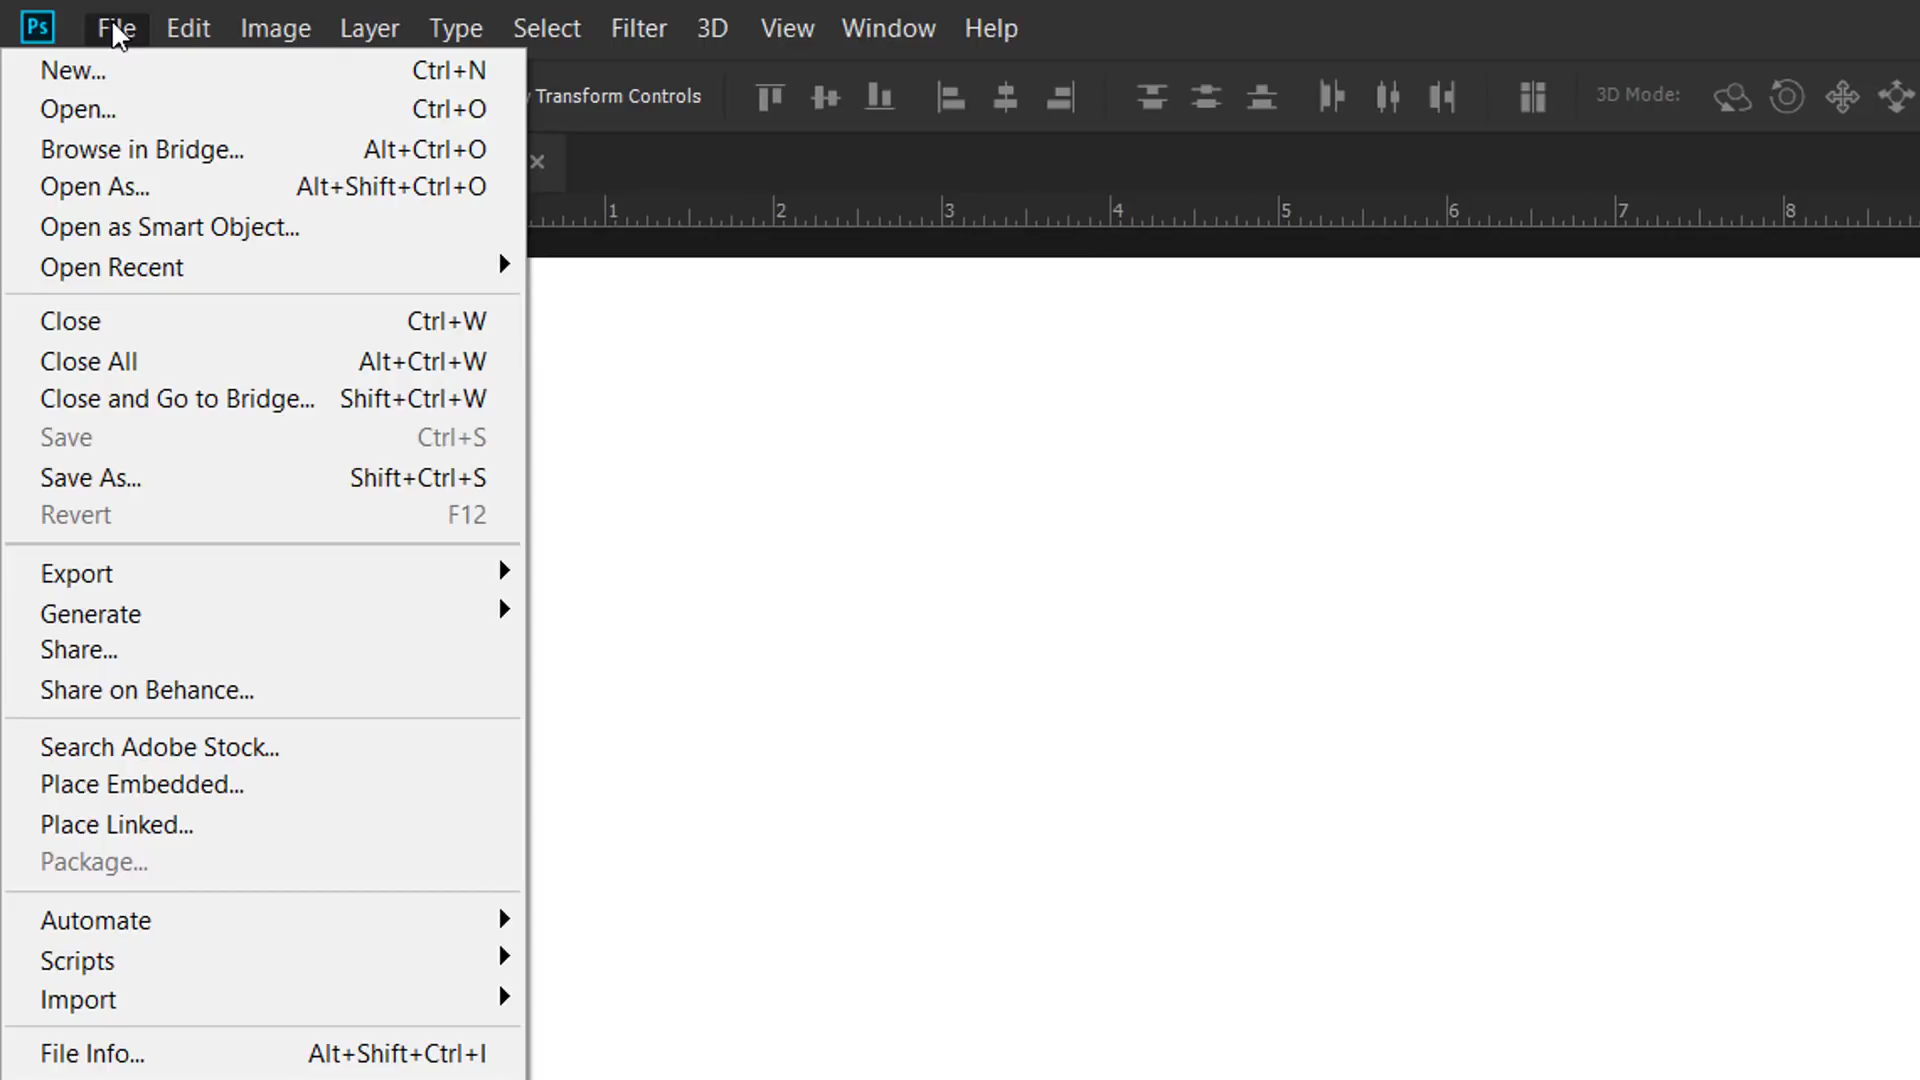 Ps File Edit Image Layer Type Select Filter 3D View Window Help
New... Ctrl+N
Open... Ctrl+O
Browse in Bridge... Alt+Ctrl+O
Open As... Alt+Shift+Ctrl+O
Open as Smart Object...
Open Recent
Close Ctrl+W
Close All Alt+Ctrl+W
Close and Go to Bridge... Shift+Ctrl+W
Save Ctrl+S
Save As... Shift+Ctrl+S
Revert F12
Export
Generate
Share...
Share on Behance...
Search Adobe Stock...
Place Embedded...
Place Linked...
Package...
Automate
Scripts
Import
File Info... Alt+Shift+Ctrl+I
Transform Controls 3D Mode:
1 2 3 4 5 6 7 8